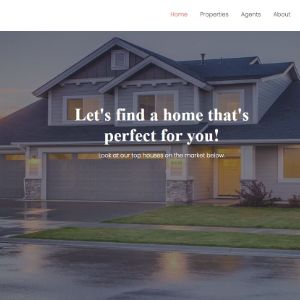 Home Properties Agents About
Let's find a home that's
perfect for you!
Look at our top houses on the market below.